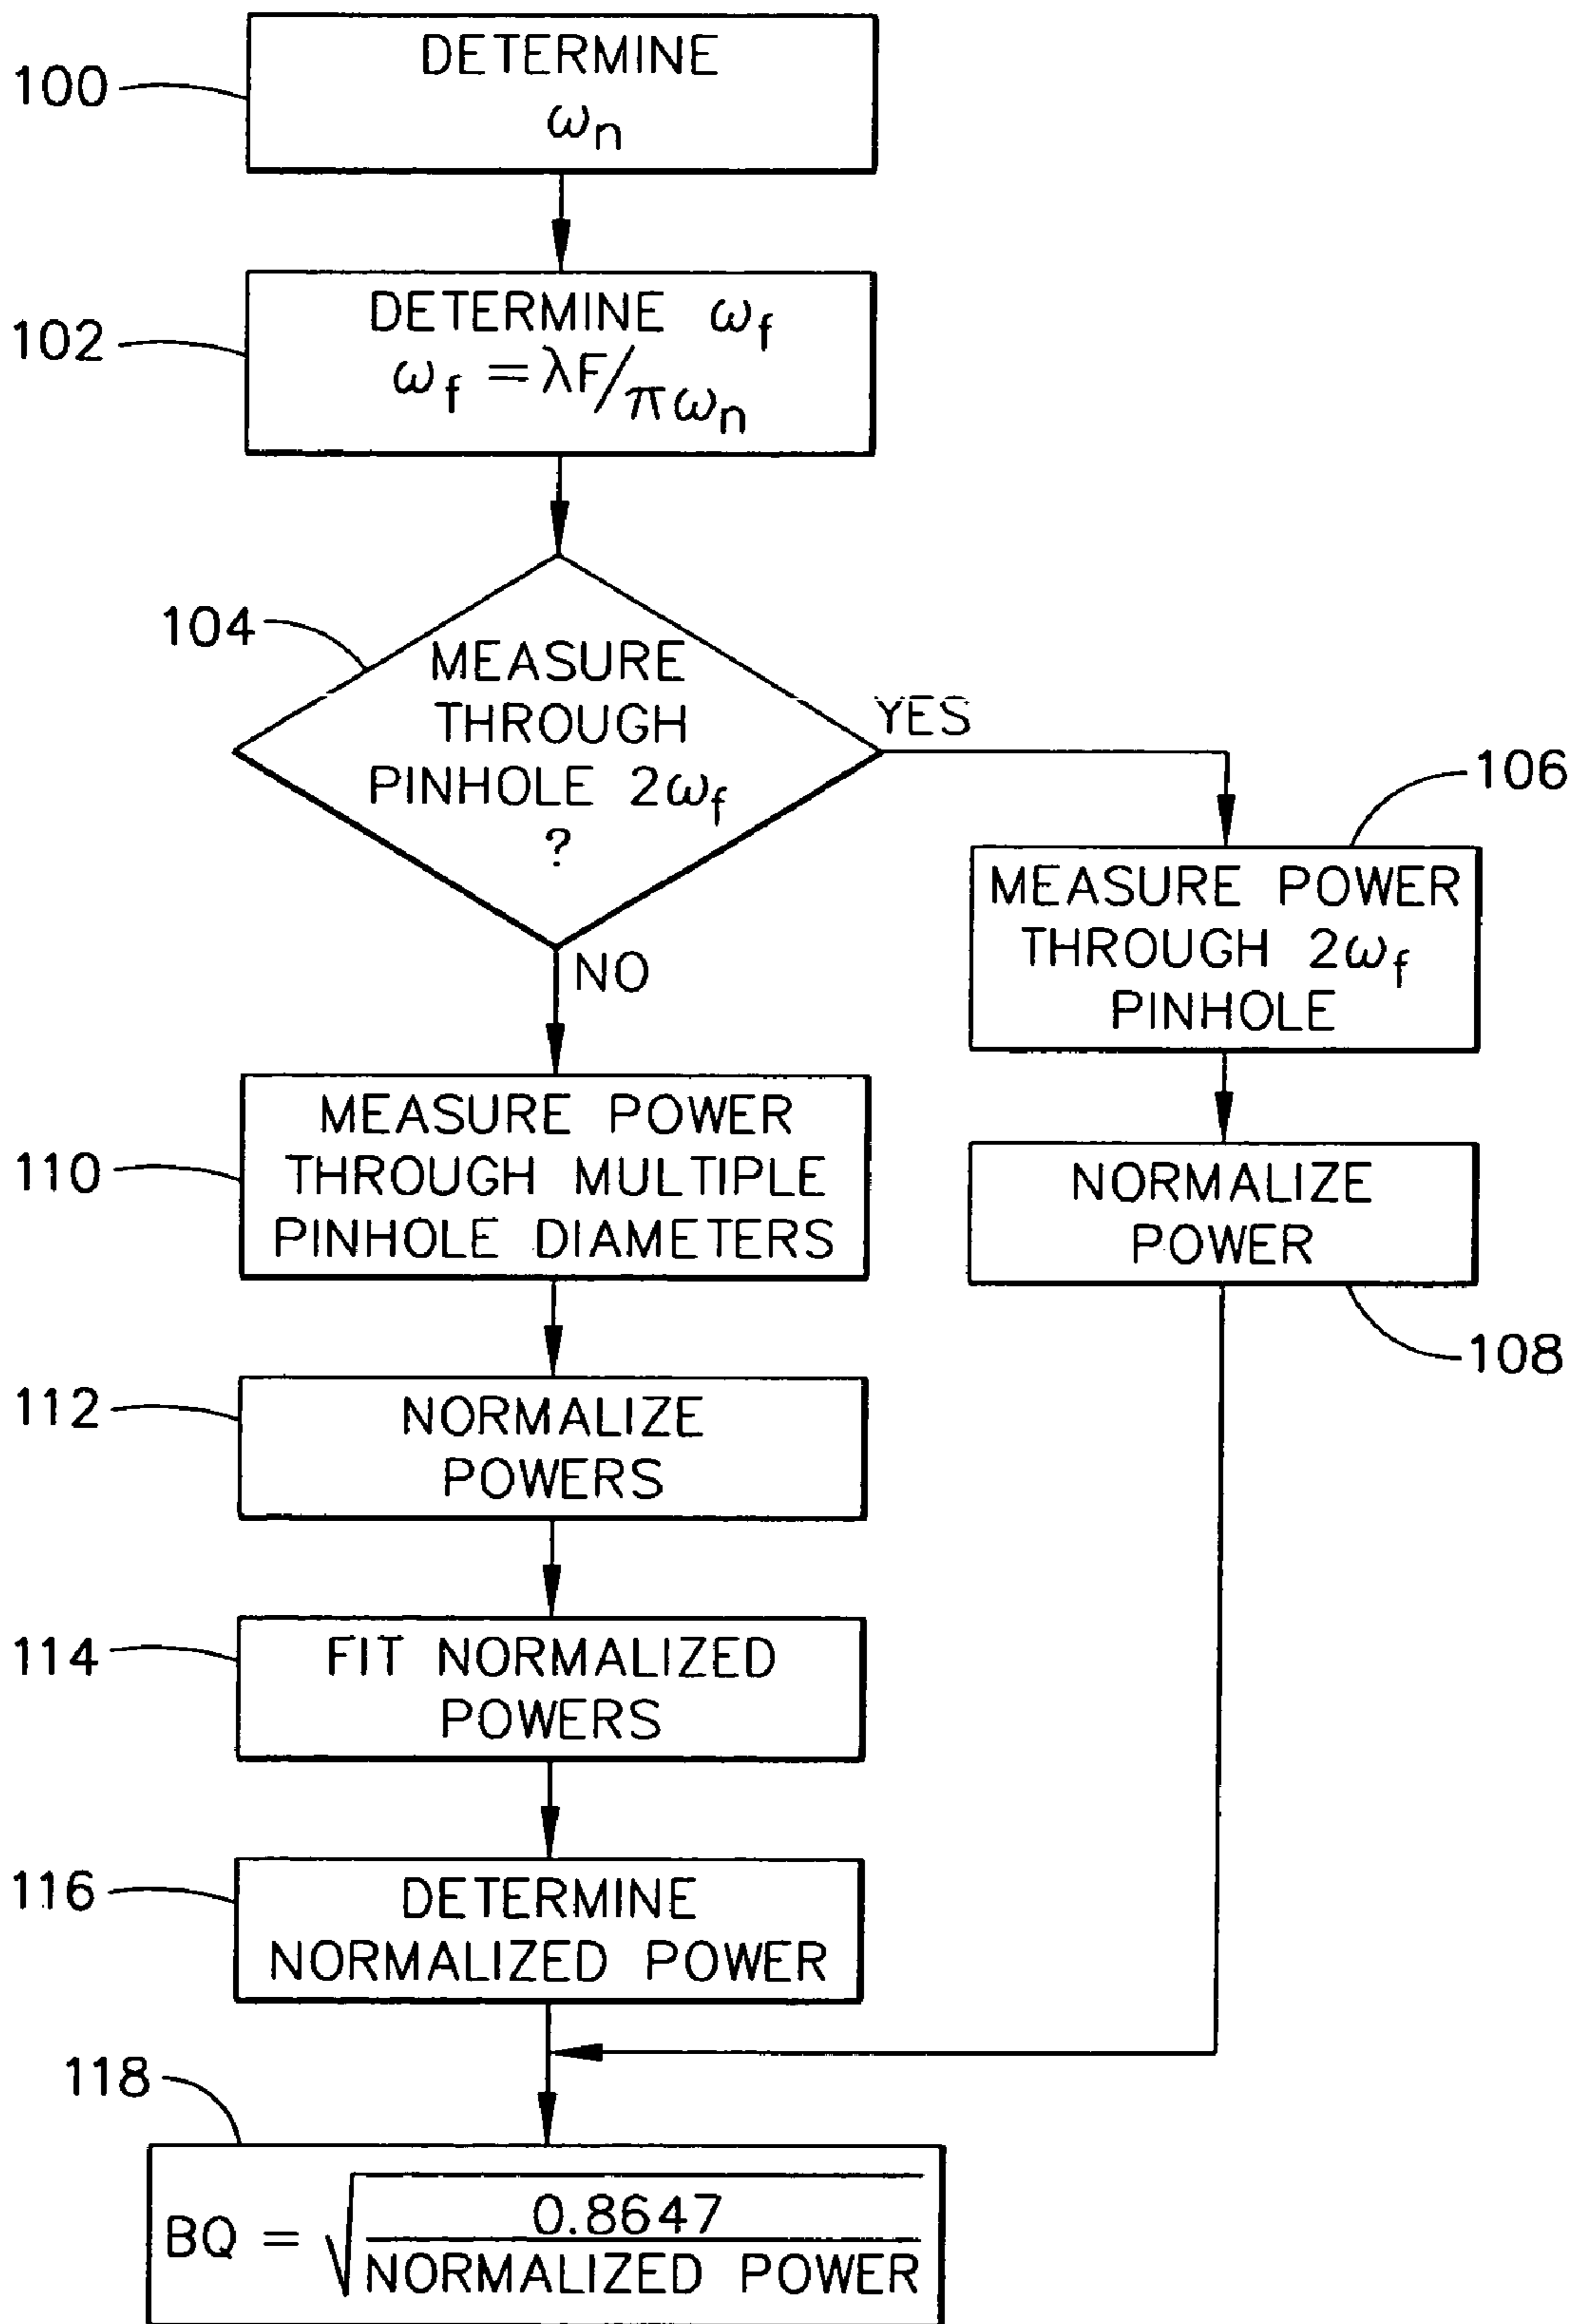 100
DETERMINE
ωn
102
DETERMINE ωf
ωf = λF/πωn
104
MEASURE
THROUGH
PINHOLE 2ωf
?
YES
NO
106
MEASURE POWER
THROUGH 2ωf
PINHOLE
NORMALIZE
POWER
108
110
MEASURE POWER
THROUGH MULTIPLE
PINHOLE DIAMETERS
112
NORMALIZE
POWERS
114
FIT NORMALIZED
POWERS
116
DETERMINE
NORMALIZED POWER
118
BQ = √(0.8647/NORMALIZED POWER)